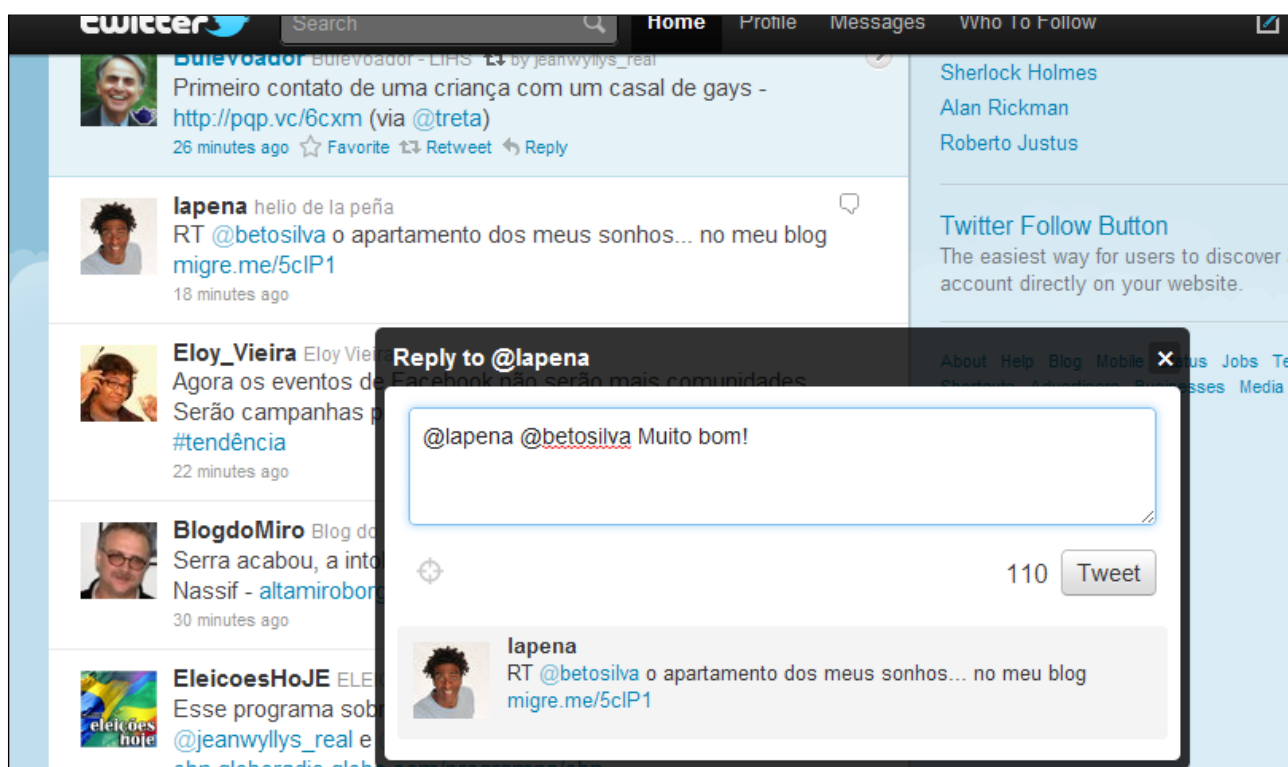 twitter
Search
Home Profile Messages Who To Follow
BuleVoador BuleVoador - LiHS by jeanwyllys_real
Primeiro contato de uma criança com um casal de gays -
http://pqp.vc/6cxm (via @treta)
26 minutes ago Favorite Retweet Reply
lapena helio de la peña
RT @betosilva o apartamento dos meus sonhos... no meu blog
migre.me/5clP1
18 minutes ago
Eloy_Vieira Eloy Viei
Agora os eventos de Facebook não serão mais comunidades
Serão campanhas p
#tendência
22 minutes ago
BlogdoMiro Blog do
Serra acabou, a into
Nassif - altamiroborg
30 minutes ago
EleicoesHoJE ELE
Esse programa sob
@jeanwyllys_real e
eleições
hoje
Reply to @lapena
@lapena @betosilva Muito bom!
110 Tweet
lapena
RT @betosilva o apartamento dos meus sonhos... no meu blog
migre.me/5clP1
Sherlock Holmes
Alan Rickman
Roberto Justus
Twitter Follow Button
The easiest way for users to discover
account directly on your website.
About Help Blog Mobile Status Jobs Te
Shortcuts Advertisers Businesses Media